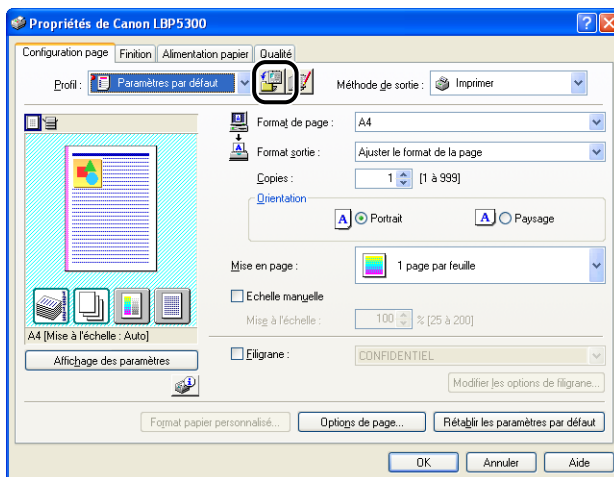 Propriétés de Canon LBP5300
Configuration page Finition Alimentation papier Qualité
Profil : Paramètres par défaut Méthode de sortie : Imprimer
Format de page : A4
Format sortie : Ajuster le format de la page
Copies : 1 [1 à 999]
Orientation
A Portrait A Paysage
Mise en page : 1 page par feuille
Echelle manuelle
Mise à l'échelle : 100 % [25 à 200]
A4 [Mise à l'échelle : Auto]
Affichage des paramètres
Filigrane : CONFIDENTIEL
Modifier les options de filigrane...
Format papier personnalisé... Options de page... Rétablir les paramètres par défaut
OK Annuler Aide